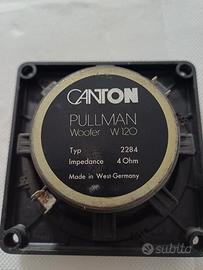 CANTON
PULLMAN
Woofer W 120
Typ 2284
Impedance 4 Ohm
Made in West-Germany
subito